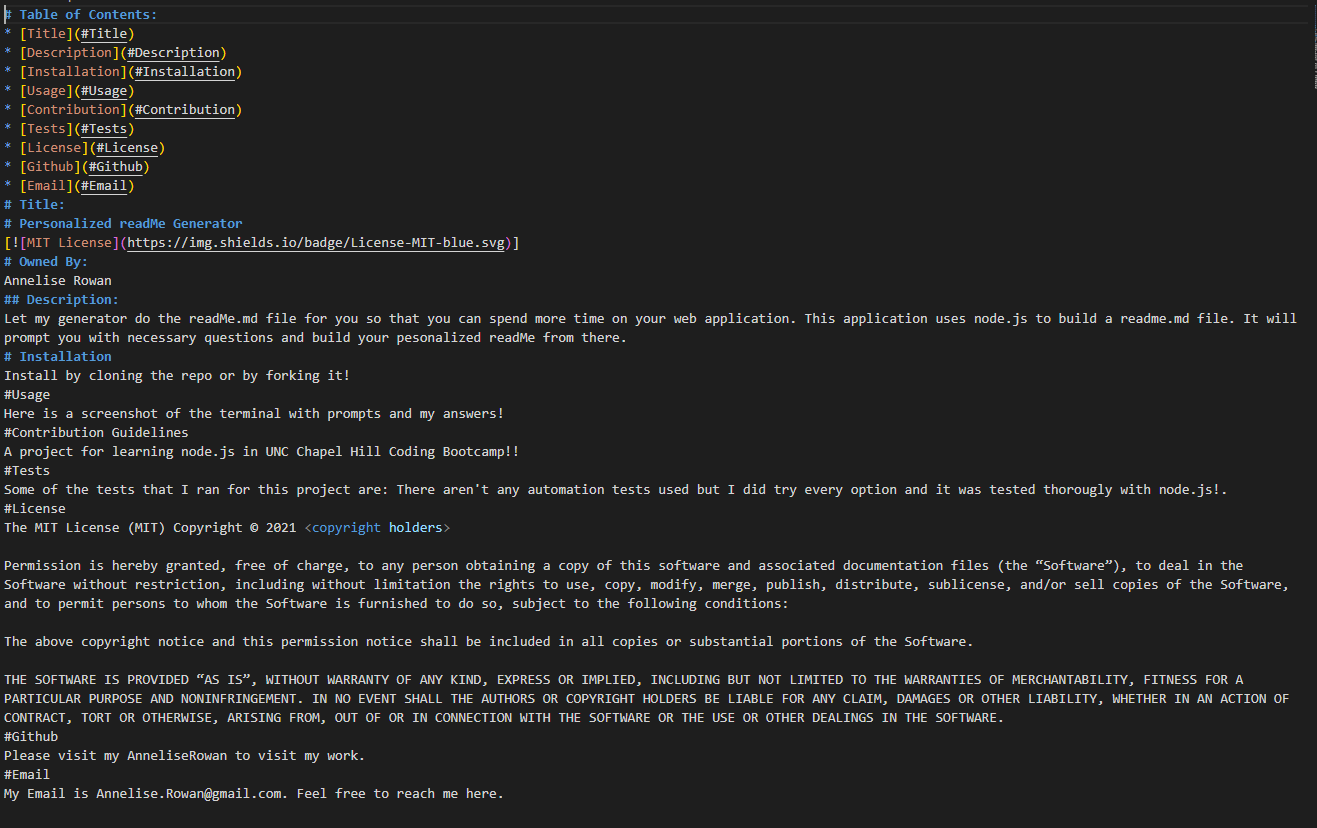 # Table of Contents:
* [Title](#Title)
* [Description](#Description)
* [Installation](#Installation)
* [Usage](#Usage)
* [Contribution](#Contribution)
* [Tests](#Tests)
* [License](#License)
* [Github](#Github)
* [Email](#Email)
# Title:
# Personalized readMe Generator
[![MIT License](https://img.shields.io/badge/License-MIT-blue.svg)]
# Owned By:
Annelise Rowan
## Description:
Let my generator do the readMe.md file for you so that you can spend more time on your web application. This application uses node.js to build a readme.md file. It will
prompt you with necessary questions and build your pesonalized readMe from there.
# Installation
Install by cloning the repo or by forking it!
#Usage
Here is a screenshot of the terminal with prompts and my answers!
#Contribution Guidelines
A project for learning node.js in UNC Chapel Hill Coding Bootcamp!!
#Tests
Some of the tests that I ran for this project are: There aren't any automation tests used but I did try every option and it was tested thorougly with node.js!.
#License
The MIT License (MIT) Copyright © 2021 <copyright holders>

Permission is hereby granted, free of charge, to any person obtaining a copy of this software and associated documentation files (the “Software”), to deal in the
Software without restriction, including without limitation the rights to use, copy, modify, merge, publish, distribute, sublicense, and/or sell copies of the Software,
and to permit persons to whom the Software is furnished to do so, subject to the following conditions:

The above copyright notice and this permission notice shall be included in all copies or substantial portions of the Software.

THE SOFTWARE IS PROVIDED “AS IS”, WITHOUT WARRANTY OF ANY KIND, EXPRESS OR IMPLIED, INCLUDING BUT NOT LIMITED TO THE WARRANTIES OF MERCHANTABILITY, FITNESS FOR A
PARTICULAR PURPOSE AND NONINFRINGEMENT. IN NO EVENT SHALL THE AUTHORS OR COPYRIGHT HOLDERS BE LIABLE FOR ANY CLAIM, DAMAGES OR OTHER LIABILITY, WHETHER IN AN ACTION OF
CONTRACT, TORT OR OTHERWISE, ARISING FROM, OUT OF OR IN CONNECTION WITH THE SOFTWARE OR THE USE OR OTHER DEALINGS IN THE SOFTWARE.
#Github
Please visit my AnneliseRowan to visit my work.
#Email
My Email is Annelise.Rowan@gmail.com. Feel free to reach me here.